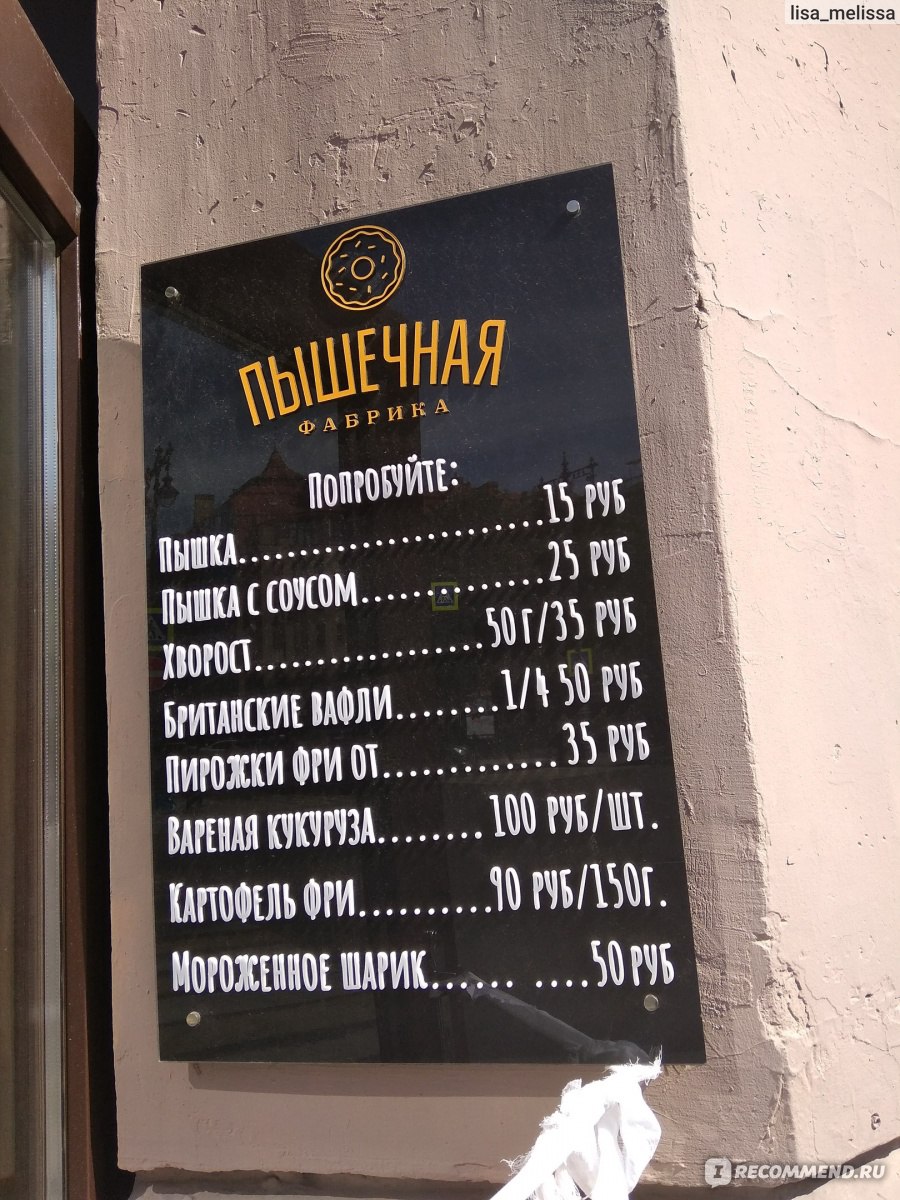 lisa_melissa
ПЫШЕЧНАЯ
ФАБРИКА
Попробуйте:
Пышка.......................15 руб
Пышка с соусом..............25 руб
Хворост..................50г/35 руб
Британские вафли........1/4 50 руб
Пирожки фри от.............35 руб
Вареная кукуруза........100 руб/шт.
Картофель фри..........90 руб/150г.
Мороженное шарик...... ....50 руб
IRECOMMEND.RU